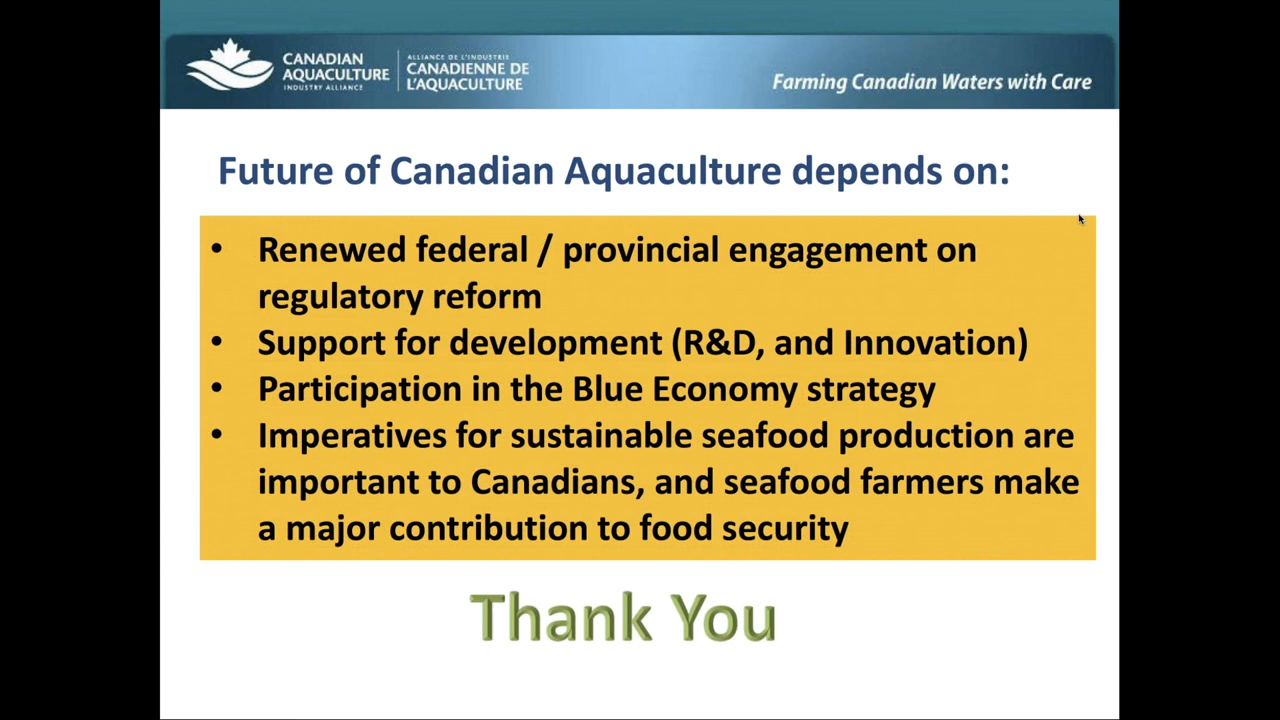 CANADIAN
AQUACULTURE
INDUSTRY ALLIANCE
ALLIANCE DE L'INDUSTRIE
CANADIENNE DE
L'AQUACULTURE
Farming Canadian Waters with Care
Future of Canadian Aquaculture depends on:
• Renewed federal / provincial engagement on
regulatory reform
• Support for development (R&D, and Innovation)
• Participation in the Blue Economy strategy
• Imperatives for sustainable seafood production are
important to Canadians, and seafood farmers make
a major contribution to food security
Thank You